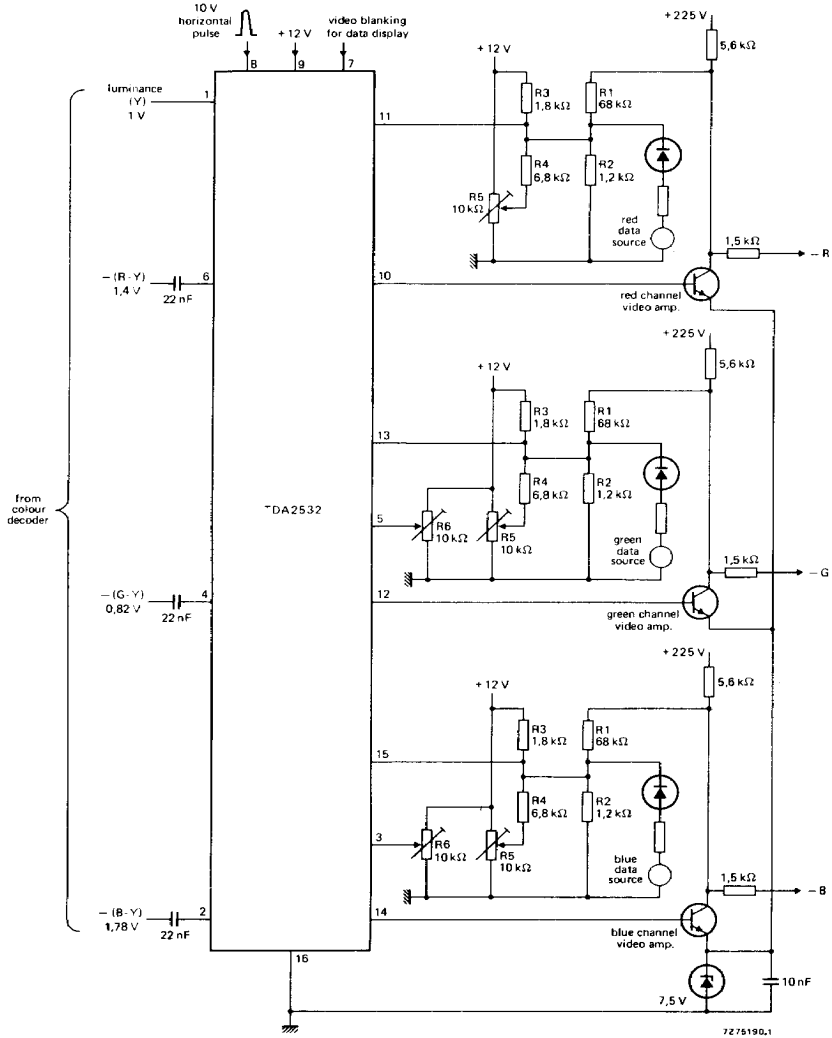 10 V
horizontal
pulse
+ 12 V
video blanking
for data display
8
9
7
luminance
(Y)
1 V
1
11
+ 12 V
R3
1,8 kΩ
R1
68 kΩ
R4
6,8 kΩ
R2
1,2 kΩ
R5
10 kΩ
red
data
source
+ 225 V
5,6 kΩ
1,5 kΩ
– R
– (R-Y)
1,4 V
22 nF
6
10
red channel
video amp.
+ 225 V
5,6 kΩ
+ 12 V
R3
1,8 kΩ
R1
68 kΩ
13
R4
6,8 kΩ
R2
1,2 kΩ
from
colour
decoder
TDA2532
5
R6
10 kΩ
R5
10 kΩ
green
data
source
1,5 kΩ
– G
– (G-Y)
0,82 V
22 nF
4
12
green channel
video amp.
+ 225 V
5,6 kΩ
+ 12 V
R3
1,8 kΩ
R1
68 kΩ
15
R4
6,8 kΩ
R2
1,2 kΩ
3
R6
10 kΩ
R5
10 kΩ
blue
data
source
1,5 kΩ
– B
– (B-Y)
1,78 V
22 nF
2
14
blue channel
video amp.
16
7,5 V
10 nF
7275190.1